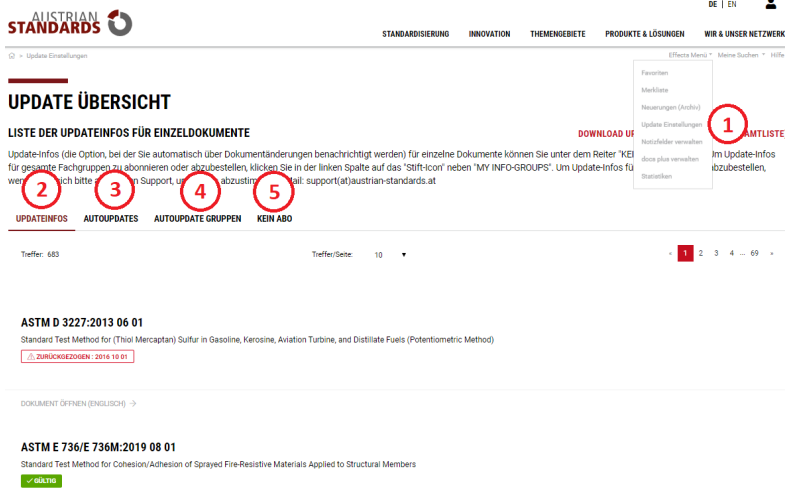 DE | EN
AUSTRIAN
STANDARDS
STANDARDISIERUNG INNOVATION THEMENGEBIETE PRODUKTE & LÖSUNGEN WIR & UNSER NETZWERK
» Update Einstellungen
Effects Menü Meine Suchen Hilfe
Favoriten
Merkliste
Neuerungen (Archiv)
Update Einstellungen
Notizfelder verwalten
docs plus verwalten
Statistiken
1
UPDATE ÜBERSICHT
LISTE DER UPDATEINFOS FÜR EINZELDOKUMENTE
DOWNLOAD UP AMTLISTE)
Update-Infos (die Option, bei der Sie automatisch über Dokumentänderungen benachrichtigt werden) für einzelne Dokumente können Sie unter dem Reiter "KEI Um Update-Infos
für gesamte Fachgruppen zu abonnieren oder abzubestellen, klicken Sie in der linken Spalte auf das "Stift-Icon" neben "MY INFO-GROUPS". Um Update-Infos fü abzubestellen,
wen ich bitte a n Support, u abzustim ail: support(at)austrian-standards.at
2 3 4 5
UPDATEINFOS AUTOUPDATES AUTOUPDATE GRUPPEN KEIN ABO
Treffer: 683 Treffer/Seite: 10 « 1 2 3 4 ... 69 »
ASTM D 3227:2013 06 01
Standard Test Method for (Thiol Mercaptan) Sulfur in Gasoline, Kerosine, Aviation Turbine, and Distillate Fuels (Potentiometric Method)
ZURÜCKGEZOGEN : 2016 10 01
DOKUMENT ÖFFNEN (ENGLISCH) →
ASTM E 736/E 736M:2019 08 01
Standard Test Method for Cohesion/Adhesion of Sprayed Fire-Resistive Materials Applied to Structural Members
✓ GÜLTIG